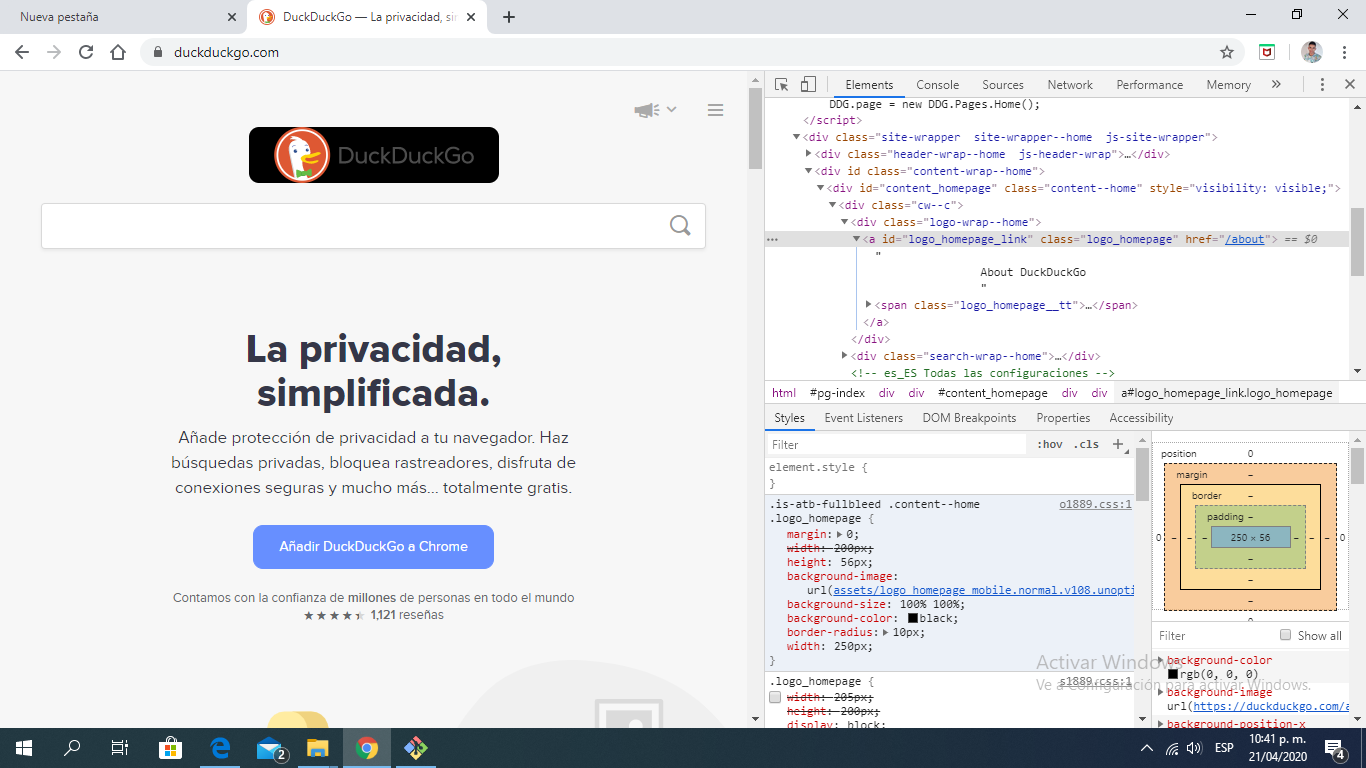 Nueva pestaña
DuckDuckGo — La privacidad, sin
duckduckgo.com
DuckDuckGo
La privacidad,
simplificada.
Añade protección de privacidad a tu navegador. Haz
búsquedas privadas, bloquea rastreadores, disfruta de
conexiones seguras y mucho más... totalmente gratis.
Añadir DuckDuckGo a Chrome
Contamos con la confianza de millones de personas en todo el mundo
★★★★⯨ 1,121 reseñas
Elements Console Sources Network Performance Memory »
DDG.page = new DDG.Pages.Home();
</script>
<div class="site-wrapper  site-wrapper--home  js-site-wrapper">
<div class="header-wrap--home  js-header-wrap">…</div>
<div id class="content-wrap--home">
<div id="content_homepage" class="content--home" style="visibility: visible;">
<div class="cw--c">
<div class="logo-wrap--home">
<a id="logo_homepage_link" class="logo_homepage" href="/about"> == $0
"
About DuckDuckGo
"
<span class="logo_homepage__tt">…</span>
</a>
</div>
<div class="search-wrap--home">…</div>
<!-- es_ES Todas las configuraciones -->
html #pg-index div div #content_homepage div div a#logo_homepage_link.logo_homepage
Styles Event Listeners DOM Breakpoints Properties Accessibility
Filter :hov .cls +
element.style {
}
.is-atb-fullbleed .content--home o1889.css:1
.logo_homepage {
margin: 0;
width: 200px;
height: 56px;
background-image:
url(assets/logo_homepage_mobile.normal.v108.unopti
background-size: 100% 100%;
background-color: black;
border-radius: 10px;
width: 250px;
}
.logo_homepage { s1889.css:1
width: 205px;
height: 200px;
display: block;
position 0
margin –
border –
padding –
0 – – – 250 × 56 – – – 0
–
–
–
Filter Show all
background-color
rgb(0, 0, 0)
background-image
url(https://duckduckgo.com/a
background-position-x
Activar Windows
Ve a Configuración para activar Windows.
2
ESP
10:41 p. m.
21/04/2020
4